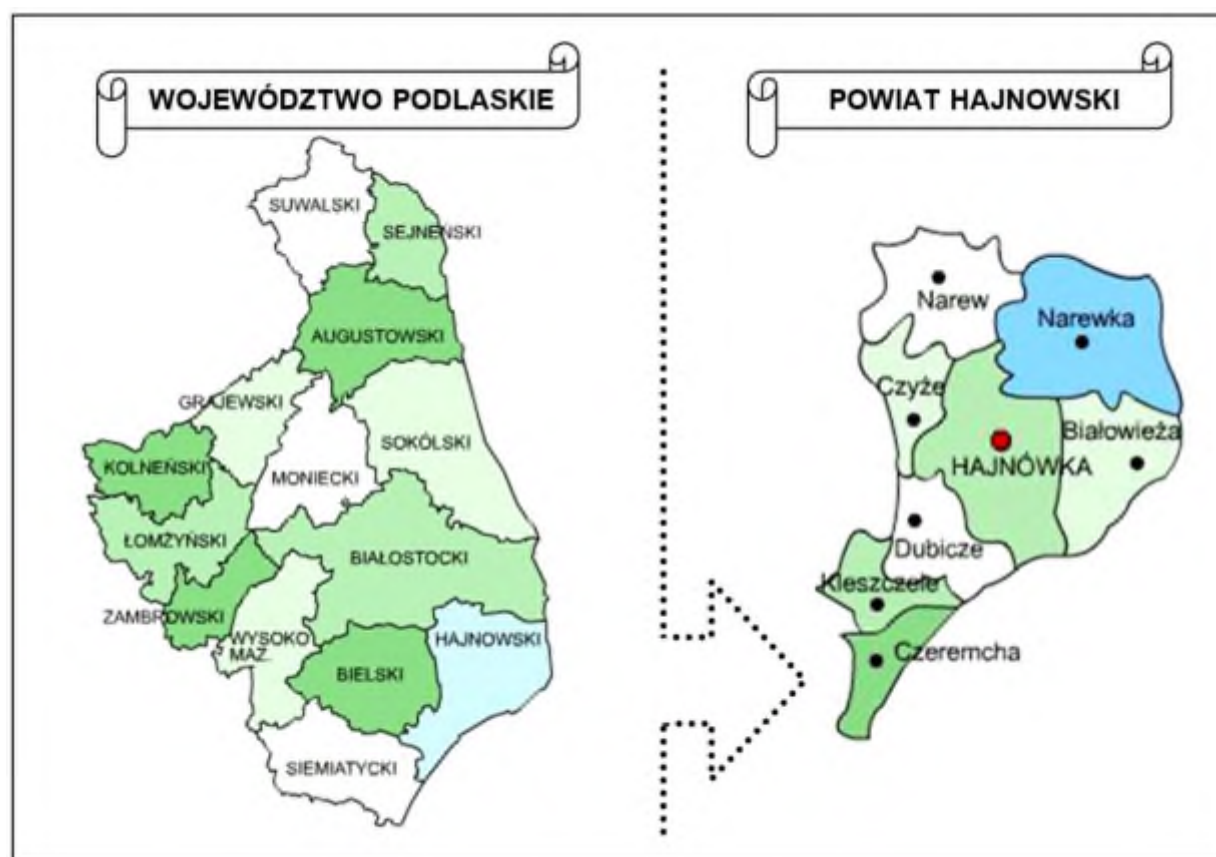 WOJEWÓDZTWO PODLASKIE
SUWALSKI
SEJNEŃSKI
AUGUSTOWSKI
GRAJEWSKI
SOKÓLSKI
KOLNEŃSKI
MONIECKI
ŁOMŻYŃSKI
BIAŁOSTOCKI
ZAMBROWSKI
WYSOKO
MAZ.
HAJNOWSKI
BIELSKI
SIEMIATYCKI
POWIAT HAJNOWSKI
Narew
Narewka
Czyże
Białowieża
HAJNÓWKA
Dubicze
Kleszczele
Czeremcha